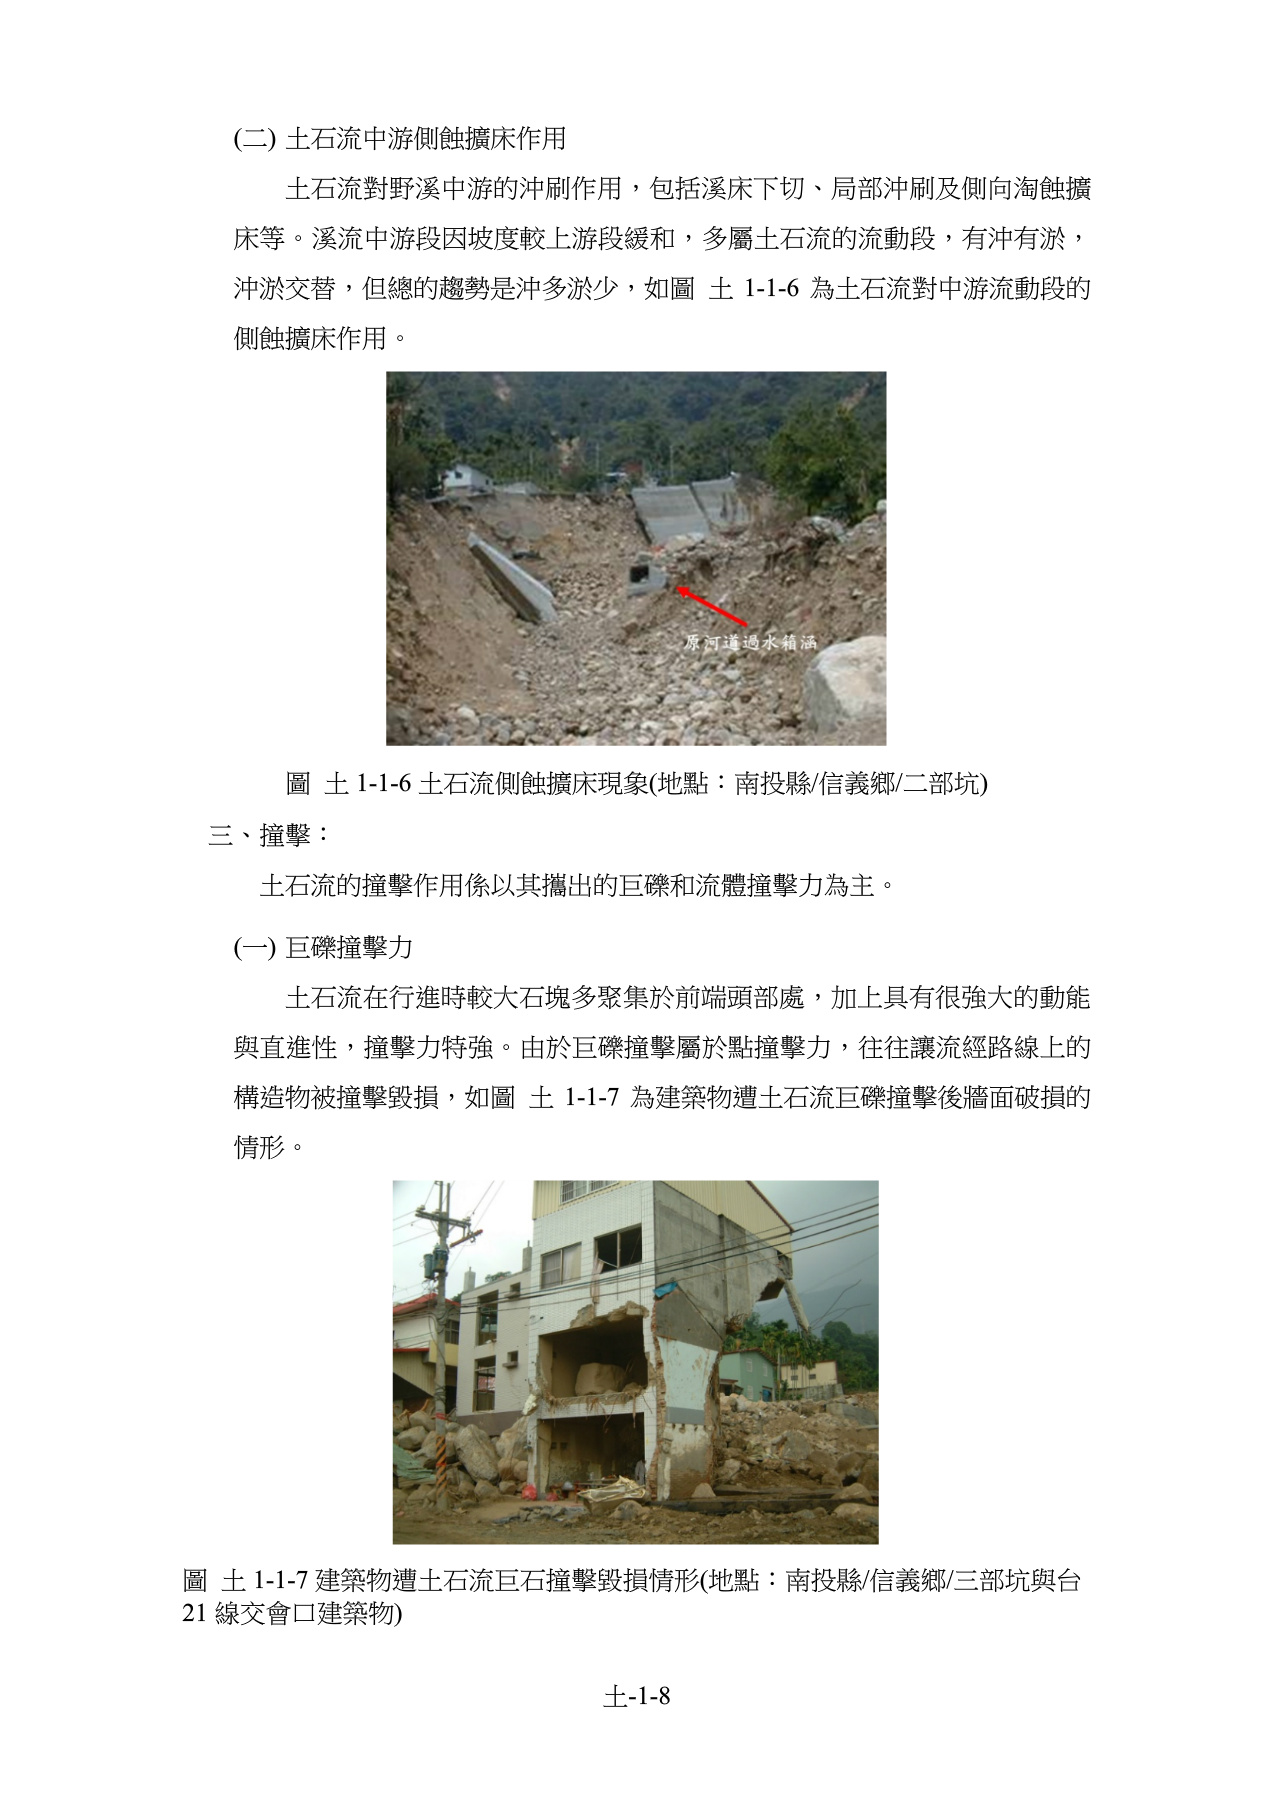 (二) 土石流中游側蝕擴床作用
土石流對野溪中游的沖刷作用，包括溪床下切、局部沖刷及側向淘蝕擴
床等。溪流中游段因坡度較上游段緩和，多屬土石流的流動段，有沖有淤，
沖淤交替，但總的趨勢是沖多淤少，如圖 土 1-1-6 為土石流對中游流動段的
側蝕擴床作用。
原河道過水箱涵
圖 土 1-1-6 土石流側蝕擴床現象(地點：南投縣/信義鄉/二部坑)
三、撞擊：
土石流的撞擊作用係以其攜出的巨礫和流體撞擊力為主。
(一) 巨礫撞擊力
土石流在行進時較大石塊多聚集於前端頭部處，加上具有很強大的動能
與直進性，撞擊力特強。由於巨礫撞擊屬於點撞擊力，往往讓流經路線上的
構造物被撞擊毀損，如圖 土 1-1-7 為建築物遭土石流巨礫撞擊後牆面破損的
情形。
圖 土 1-1-7 建築物遭土石流巨石撞擊毀損情形(地點：南投縣/信義鄉/三部坑與台
21 線交會口建築物)
土-1-8